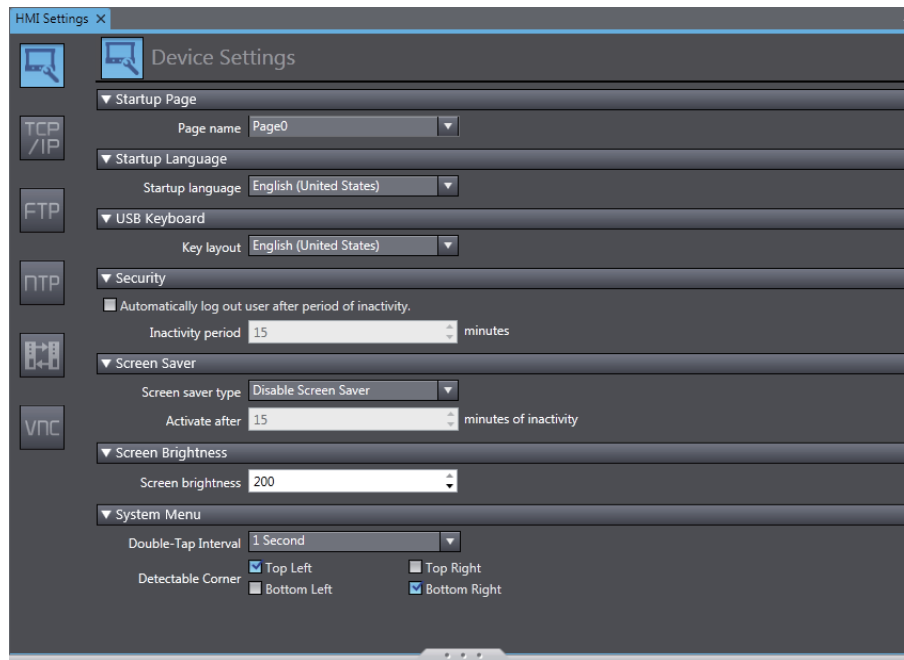 HMI Settings ×
Device Settings
Startup Page
Page name Page0
TCP
/IP
Startup Language
Startup language English (United States)
FTP
USB Keyboard
Key layout English (United States)
NTP
Security
Automatically log out user after period of inactivity.
Inactivity period 15 minutes
Screen Saver
Screen saver type Disable Screen Saver
Activate after 15 minutes of inactivity
VNC
Screen Brightness
Screen brightness 200
System Menu
Double-Tap Interval 1 Second
Detectable Corner
Top Left Top Right
Bottom Left Bottom Right